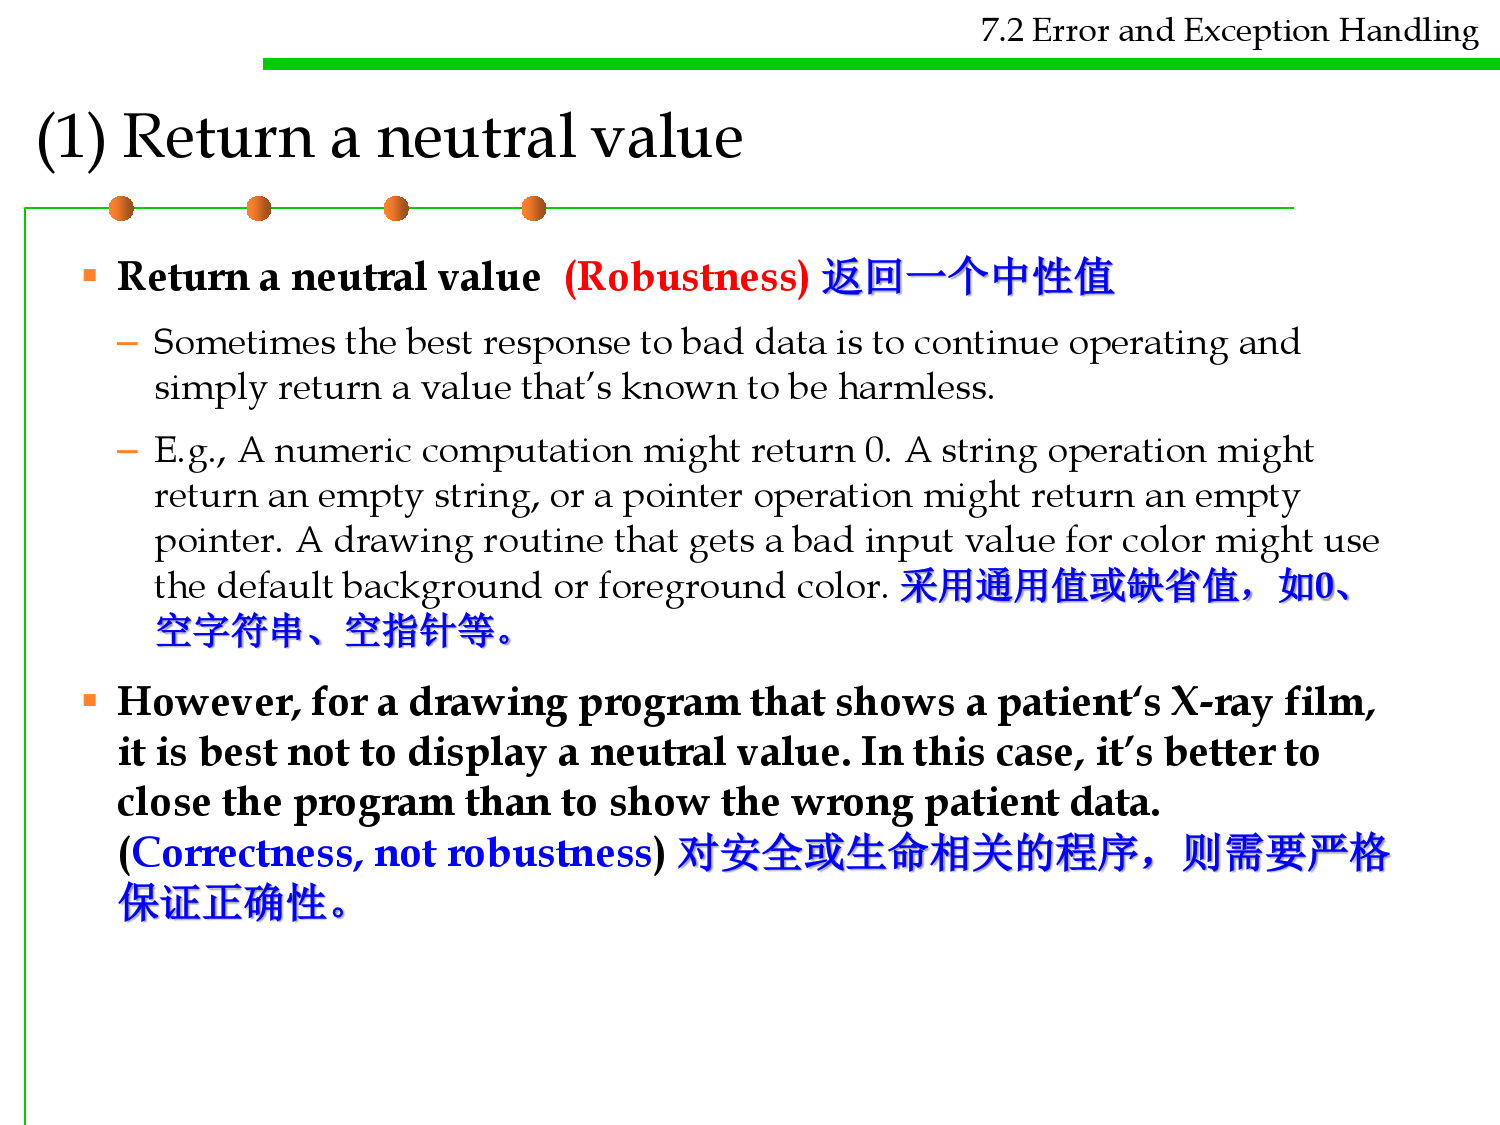 7.2 Error and Exception Handling
(1) Return a neutral value
▪ Return a neutral value (Robustness) 返回一个中性值
– Sometimes the best response to bad data is to continue operating and
simply return a value that’s known to be harmless.
– E.g., A numeric computation might return 0. A string operation might
return an empty string, or a pointer operation might return an empty
pointer. A drawing routine that gets a bad input value for color might use
the default background or foreground color. 采用通用值或缺省值，如0、
空字符串、空指针等。
▪ However, for a drawing program that shows a patient‘s X-ray film,
it is best not to display a neutral value. In this case, it’s better to
close the program than to show the wrong patient data.
(Correctness, not robustness) 对安全或生命相关的程序，则需要严格
保证正确性。